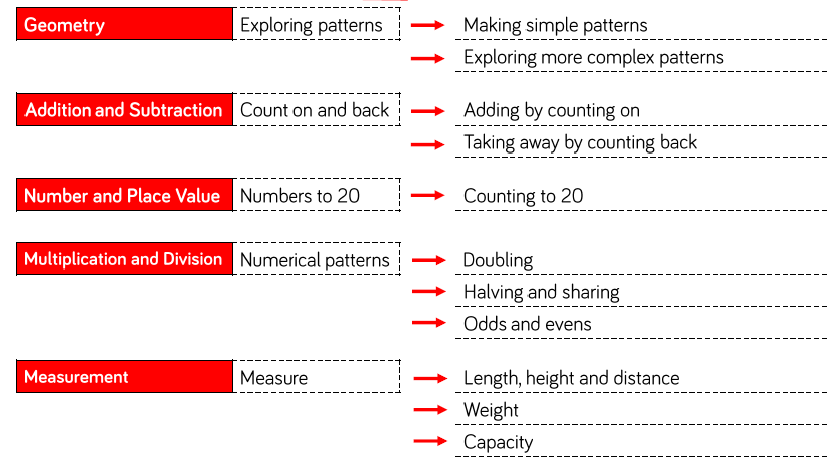 Geometry Exploring patterns Making simple patterns
Exploring more complex patterns
Addition and Subtraction Count on and back Adding by counting on
Taking away by counting back
Number and Place Value Numbers to 20 Counting to 20
Multiplication and Division Numerical patterns Doubling
Halving and sharing
Odds and evens
Measurement Measure Length, height and distance
Weight
Capacity